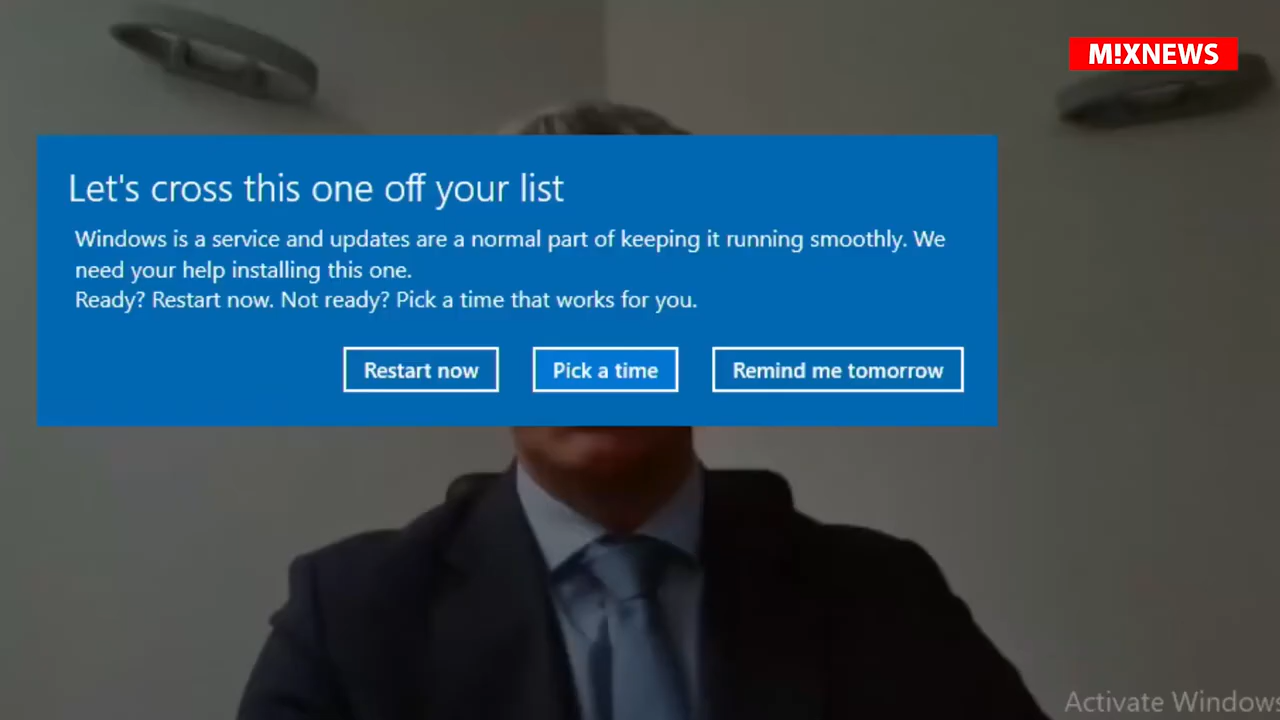 M!XNEWS
Let's cross this one off your list
Windows is a service and updates are a normal part of keeping it running smoothly. We
need your help installing this one.
Ready? Restart now. Not ready? Pick a time that works for you.
Restart now Pick a time Remind me tomorrow
Activate Windows